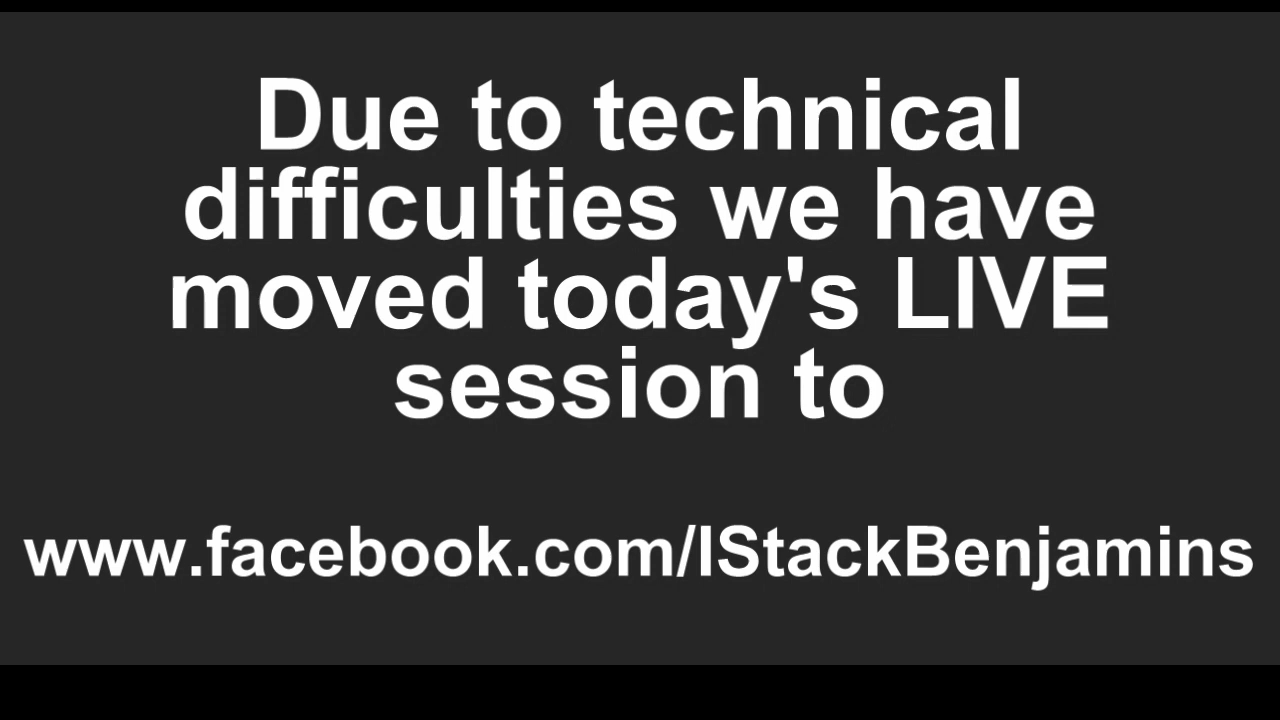 Due to technical
difficulties we have
moved today's LIVE
session to
www.facebook.com/IStackBenjamins